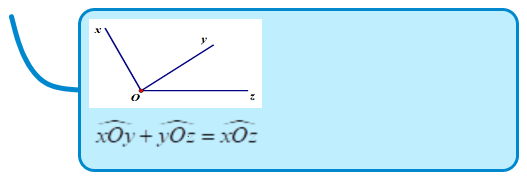 x
y
O
z
xOy + yOz = xOz